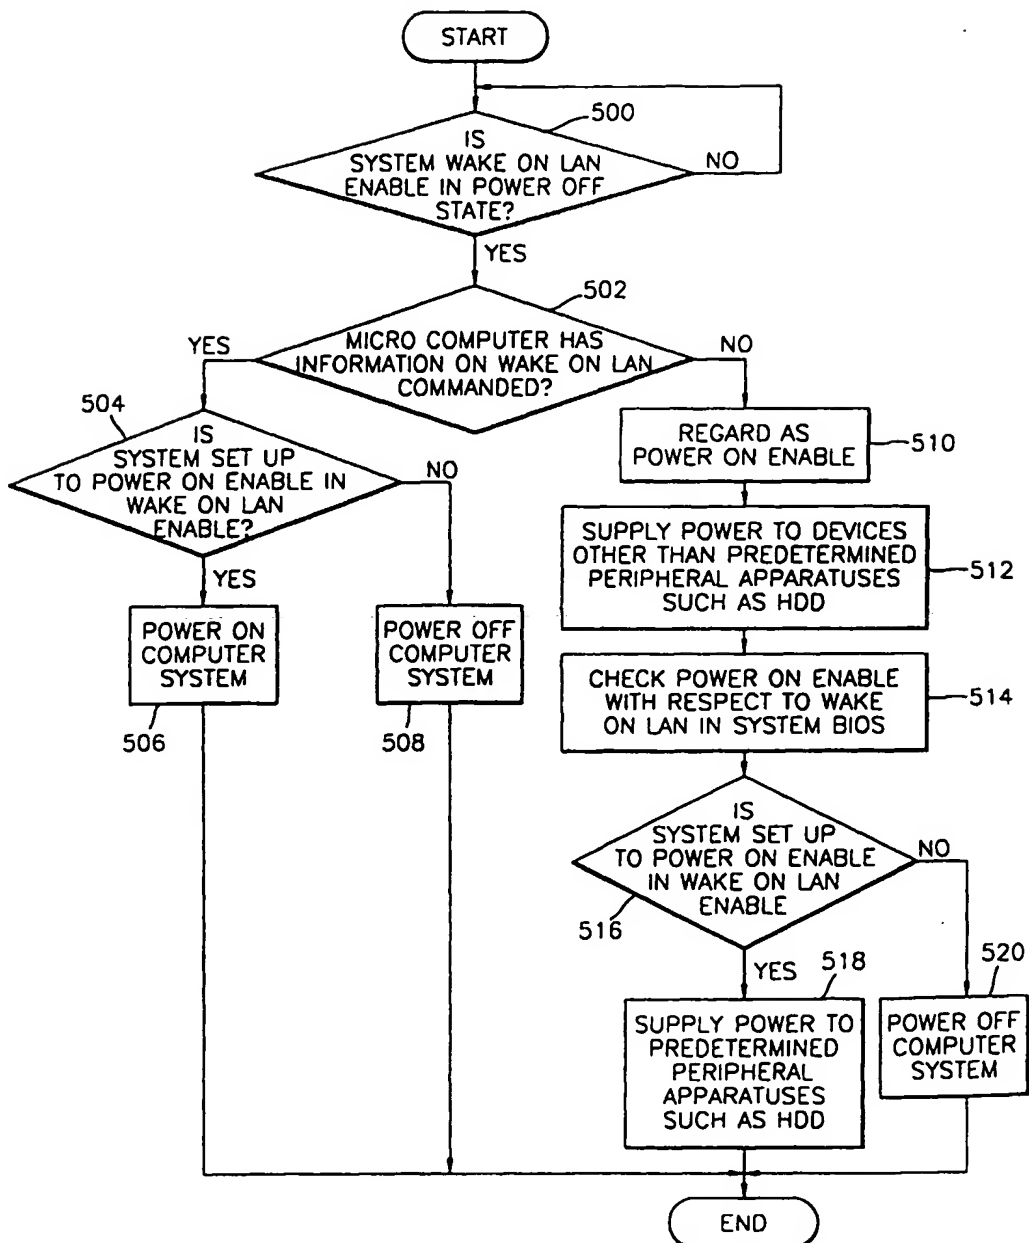 START
500
IS
SYSTEM WAKE ON LAN
ENABLE IN POWER OFF
STATE?
NO
YES
502
MICRO COMPUTER HAS
INFORMATION ON WAKE ON LAN
COMMANDED?
YES
NO
504
IS
SYSTEM SET UP
TO POWER ON ENABLE IN
WAKE ON LAN
ENABLE?
NO
YES
REGARD AS
POWER ON ENABLE
510
SUPPLY POWER TO DEVICES
OTHER THAN PREDETERMINED
PERIPHERAL APPARATUSES
SUCH AS HDD
512
POWER ON
COMPUTER
SYSTEM
506
POWER OFF
COMPUTER
SYSTEM
508
CHECK POWER ON ENABLE
WITH RESPECT TO WAKE
ON LAN IN SYSTEM BIOS
514
IS
SYSTEM SET UP
TO POWER ON ENABLE
IN WAKE ON LAN
ENABLE
516
NO
YES
518
SUPPLY POWER TO
PREDETERMINED
PERIPHERAL
APPARATUSES
SUCH AS HDD
520
POWER OFF
COMPUTER
SYSTEM
END